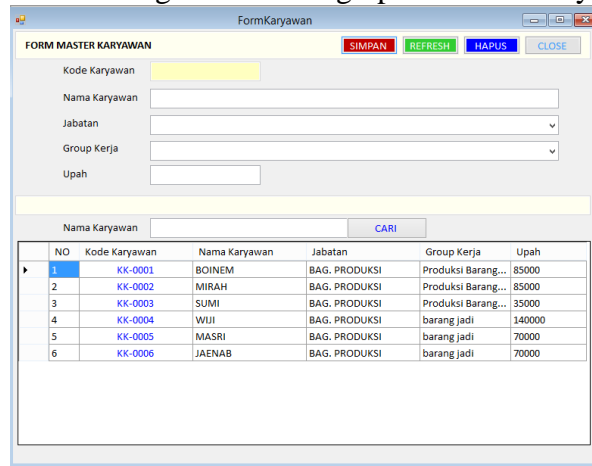 FormKaryawan
FORM MASTER KARYAWAN SIMPAN REFRESH HAPUS CLOSE
Kode Karyawan
Nama Karyawan
Jabatan
Group Kerja
Upah
Nama Karyawan CARI
NO Kode Karyawan Nama Karyawan Jabatan Group Kerja Upah
1 KK-0001 BOINEM BAG. PRODUKSI Produksi Barang... 85000
2 KK-0002 MIRAH BAG. PRODUKSI Produksi Barang... 85000
3 KK-0003 SUMI BAG. PRODUKSI Produksi Barang... 35000
4 KK-0004 WIJI BAG. PRODUKSI barang jadi 140000
5 KK-0005 MASRI BAG. PRODUKSI barang jadi 70000
6 KK-0006 JAENAB BAG. PRODUKSI barang jadi 70000